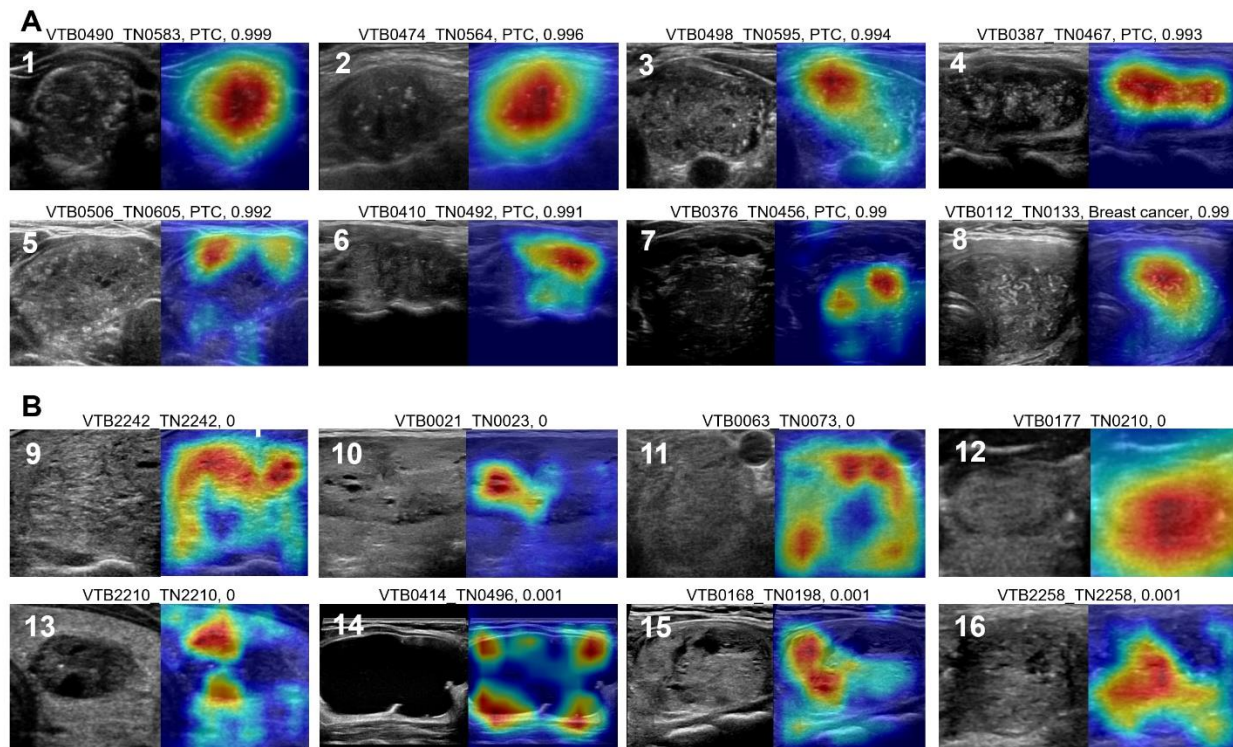 A
VTB0490_TN0583, PTC, 0.999
VTB0474_TN0564, PTC, 0.996
VTB0498_TN0595, PTC, 0.994
VTB0387_TN0467, PTC, 0.993
1
2
3
4
VTB0506_TN0605, PTC, 0.992
VTB0410_TN0492, PTC, 0.991
VTB0376_TN0456, PTC, 0.99
VTB0112_TN0133, Breast cancer, 0.99
5
6
7
8
B
VTB2242_TN2242, 0
VTB0021_TN0023, 0
VTB0063_TN0073, 0
VTB0177_TN0210, 0
9
10
11
12
VTB2210_TN2210, 0
VTB0414_TN0496, 0.001
VTB0168_TN0198, 0.001
VTB2258_TN2258, 0.001
13
14
15
16